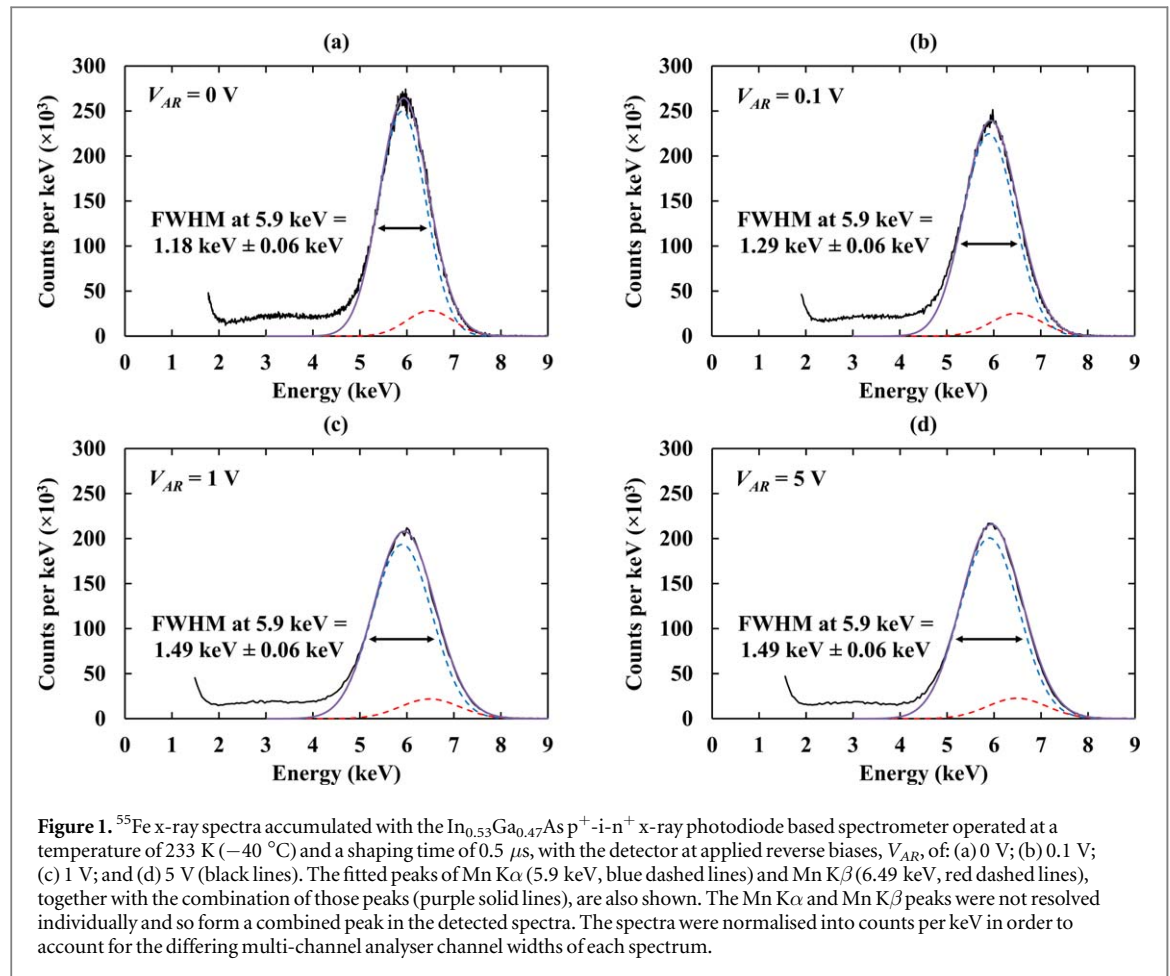 (a)
300
250
200
150
100
50
0
Counts per keV (×10³)
V_AR = 0 V
FWHM at 5.9 keV =
1.18 keV ± 0.06 keV
0 1 2 3 4 5 6 7 8 9
Energy (keV)
(b)
300
250
200
150
100
50
0
Counts per keV (×10³)
V_AR = 0.1 V
FWHM at 5.9 keV =
1.29 keV ± 0.06 keV
0 1 2 3 4 5 6 7 8 9
Energy (keV)
(c)
300
250
200
150
100
50
0
Counts per keV (×10³)
V_AR = 1 V
FWHM at 5.9 keV =
1.49 keV ± 0.06 keV
0 1 2 3 4 5 6 7 8 9
Energy (keV)
(d)
300
250
200
150
100
50
0
Counts per keV (×10³)
V_AR = 5 V
FWHM at 5.9 keV =
1.49 keV ± 0.06 keV
0 1 2 3 4 5 6 7 8 9
Energy (keV)
Figure 1. ⁵⁵Fe x-ray spectra accumulated with the In₀.₅₃Ga₀.₄₇As p⁺-i-n⁺ x-ray photodiode based spectrometer operated at a
temperature of 233 K (−40 °C) and a shaping time of 0.5 μs, with the detector at applied reverse biases, V_AR, of: (a) 0 V; (b) 0.1 V;
(c) 1 V; and (d) 5 V (black lines). The fitted peaks of Mn Kα (5.9 keV, blue dashed lines) and Mn Kβ (6.49 keV, red dashed lines),
together with the combination of those peaks (purple solid lines), are also shown. The Mn Kα and Mn Kβ peaks were not resolved
individually and so form a combined peak in the detected spectra. The spectra were normalised into counts per keV in order to
account for the differing multi-channel analyser channel widths of each spectrum.